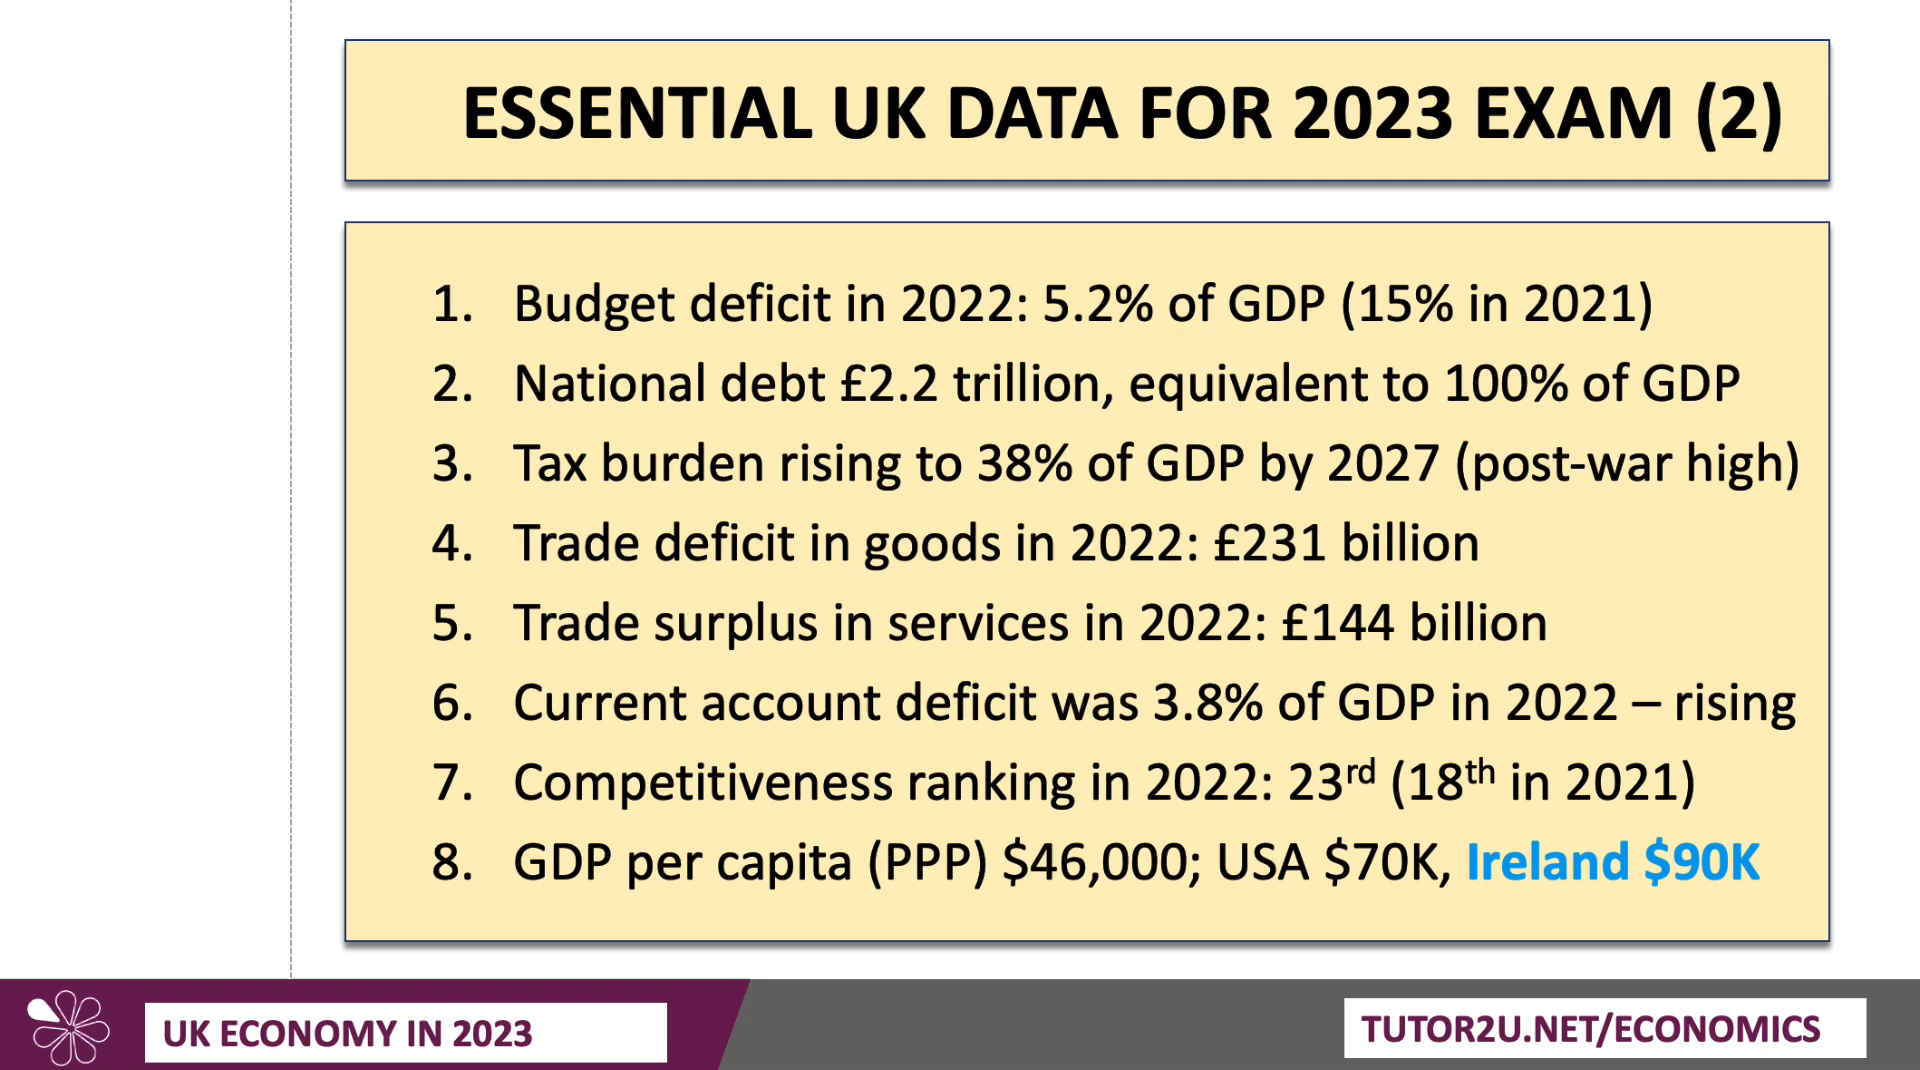 ESSENTIAL UK DATA FOR 2023 EXAM (2)
1. Budget deficit in 2022: 5.2% of GDP (15% in 2021)
2. National debt £2.2 trillion, equivalent to 100% of GDP
3. Tax burden rising to 38% of GDP by 2027 (post-war high)
4. Trade deficit in goods in 2022: £231 billion
5. Trade surplus in services in 2022: £144 billion
6. Current account deficit was 3.8% of GDP in 2022 – rising
7. Competitiveness ranking in 2022: 23rd (18th in 2021)
8. GDP per capita (PPP) $46,000; USA $70K, Ireland $90K
UK ECONOMY IN 2023
TUTOR2U.NET/ECONOMICS